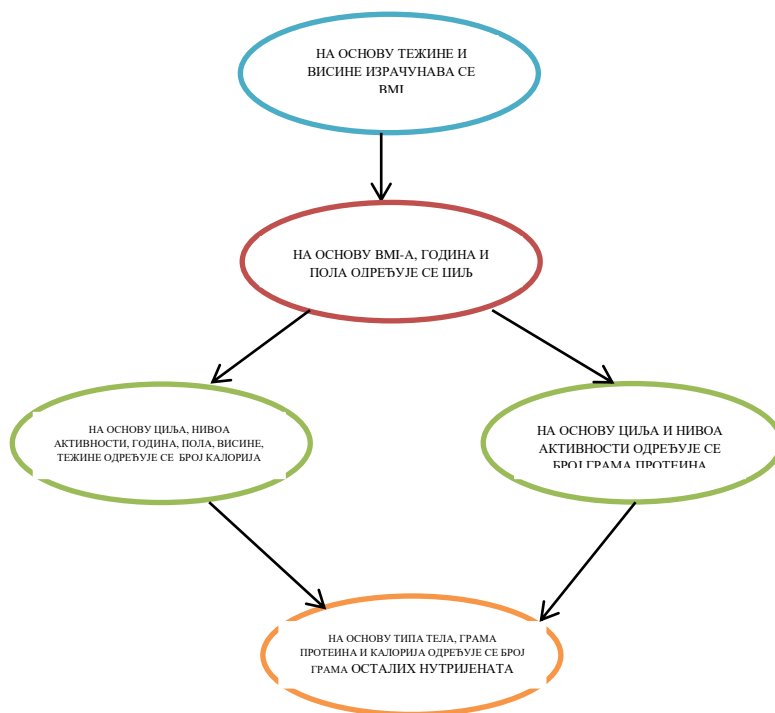 НА ОСНОВУ ТЕЖИНЕ И
ВИСИНЕ ИЗРАЧУНАВА СЕ
BMI
НА ОСНОВУ BMI-А, ГОДИНА И
ПОЛА ОДРЕЂУЈЕ СЕ ЦИЉ
НА ОСНОВУ ЦИЉА, НИВОА
АКТИВНОСТИ, ГОДИНА, ПОЛА, ВИСИНЕ,
ТЕЖИНЕ ОДРЕЂУЈЕ СЕ БРОЈ КАЛОРИЈА
НА ОСНОВУ ЦИЉА И НИВОА
АКТИВНОСТИ ОДРЕЂУЈЕ СЕ
БРОЈ ГРАМА ПРОТЕИНА
НА ОСНОВУ ТИПА ТЕЛА, ГРАМА
ПРОТЕИНА И КАЛОРИЈА ОДРЕЂУЈЕ СЕ БРОЈ
ГРАМА ОСТАЛИХ НУТРИЈЕНАТА